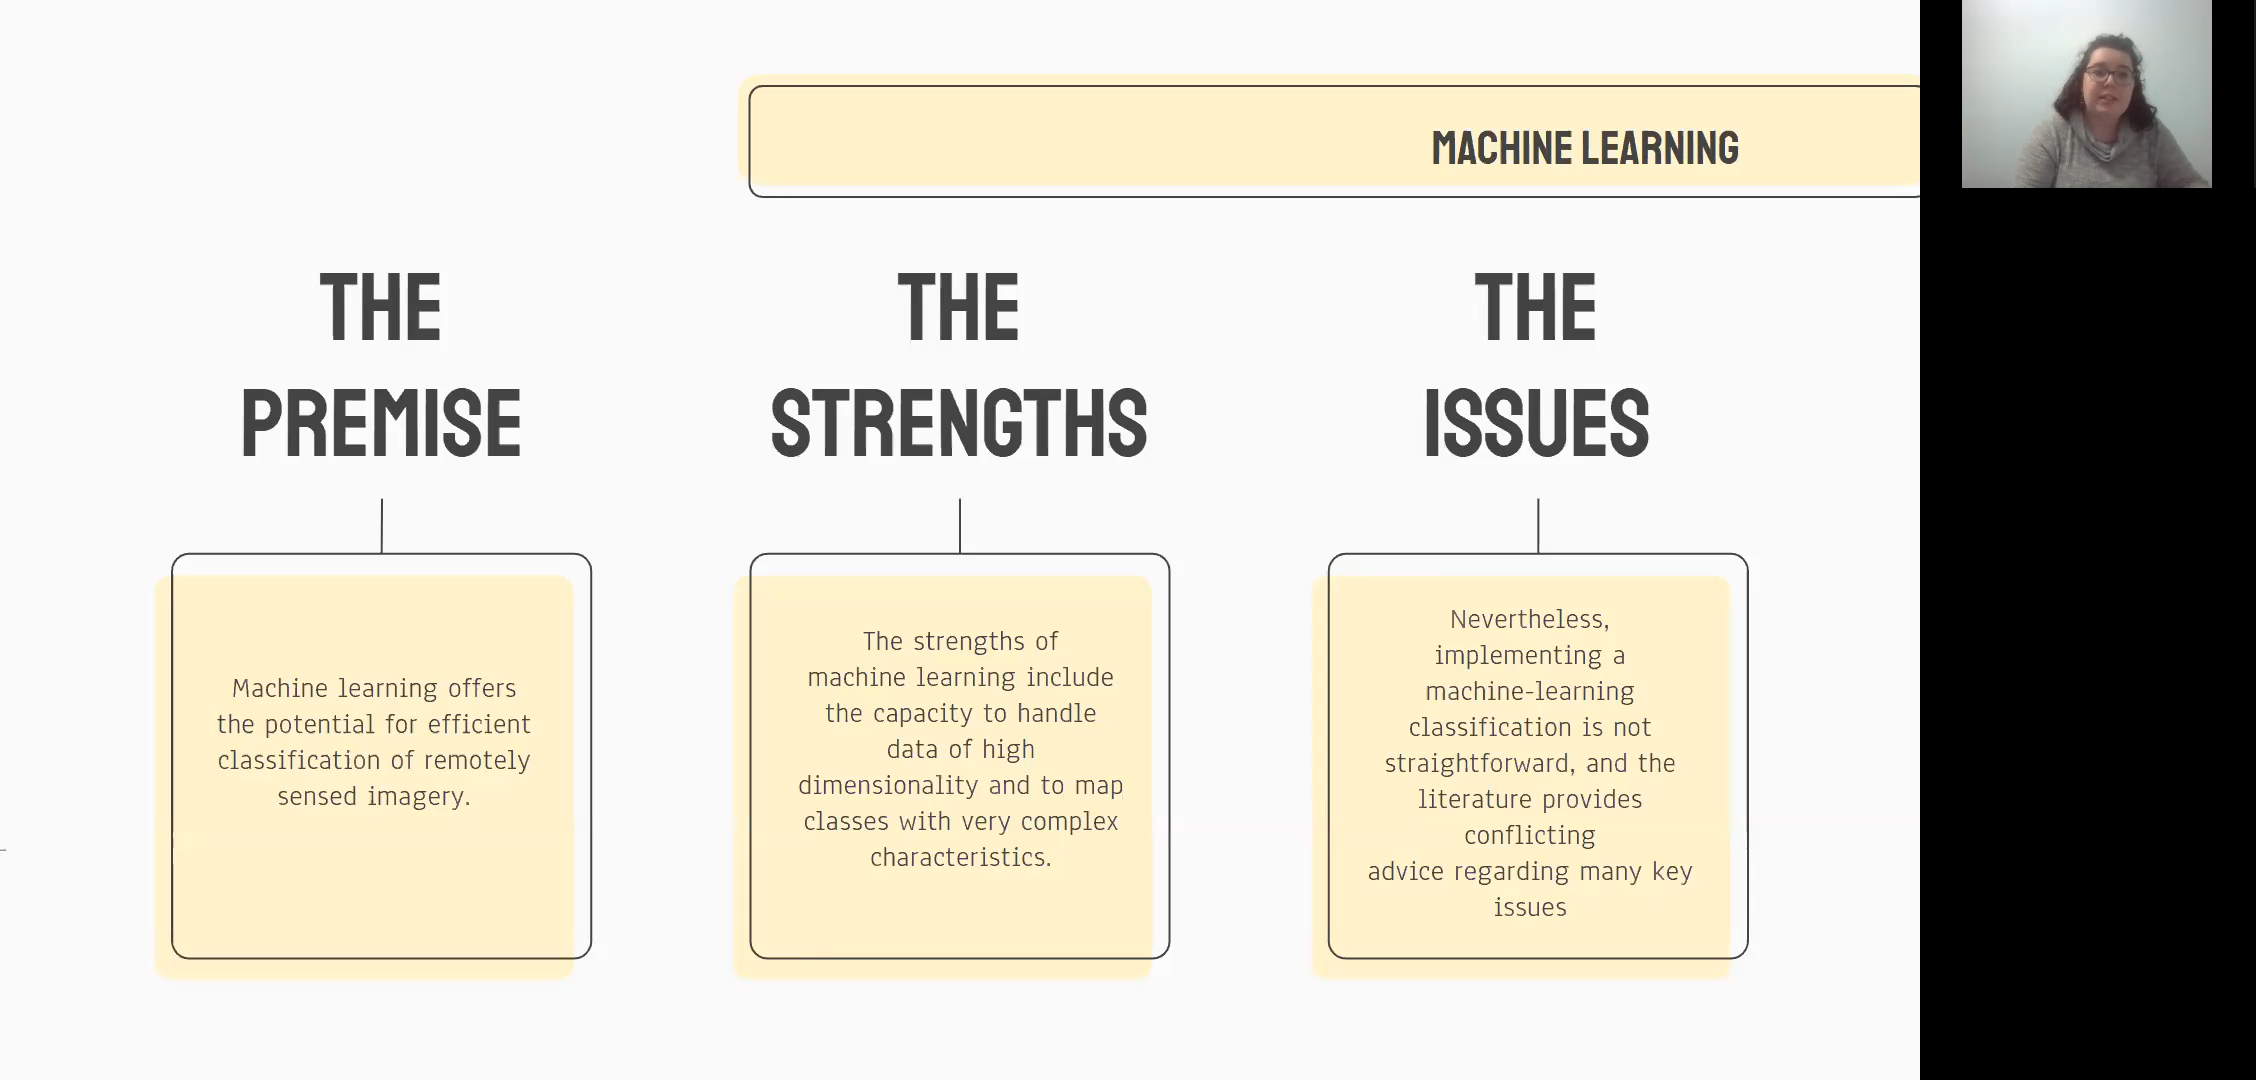 MACHINE LEARNING
THE
PREMISE
Machine learning offers
the potential for efficient
classification of remotely
sensed imagery.
THE
STRENGTHS
The strengths of
machine learning include
the capacity to handle
data of high
dimensionality and to map
classes with very complex
characteristics.
THE
ISSUES
Nevertheless,
implementing a
machine-learning
classification is not
straightforward, and the
literature provides
conflicting
advice regarding many key
issues